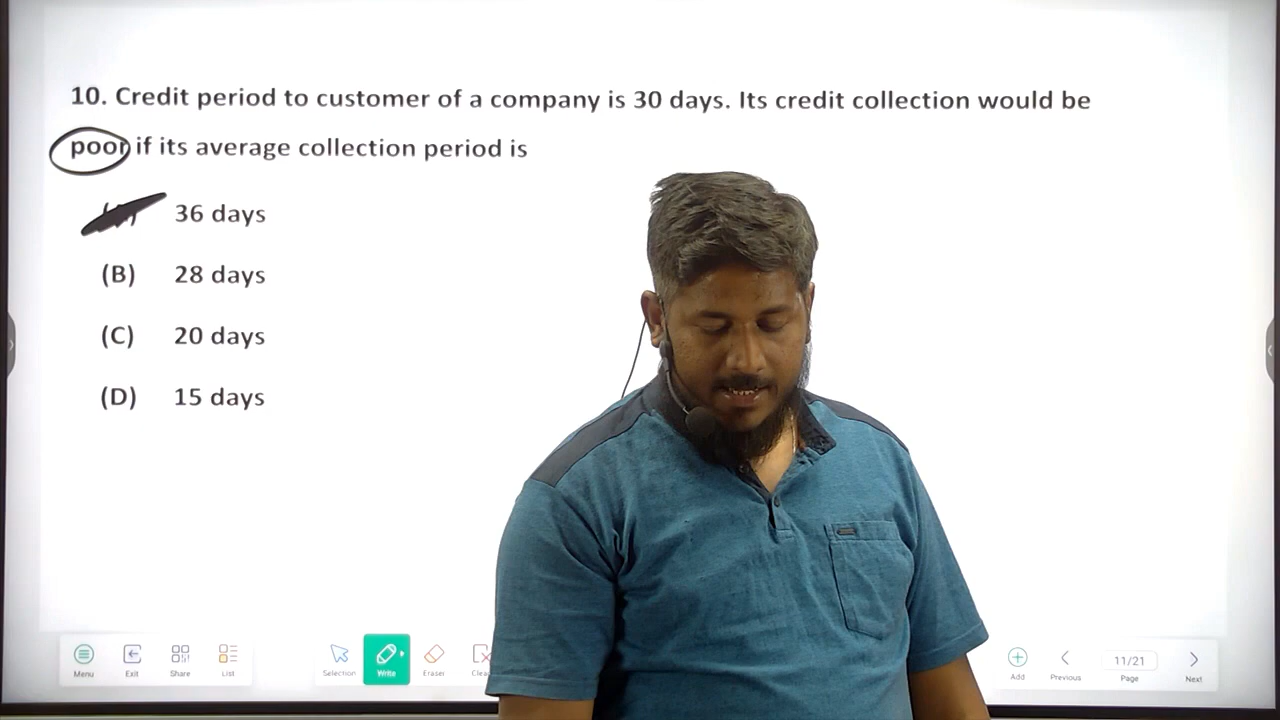 10. Credit period to customer of a company is 30 days. Its credit collection would be
poor if its average collection period is
36 days
(B) 28 days
(C) 20 days
(D) 15 days
Menu Exit Share List Selection Write Eraser Add Previous 11/21 Page Next